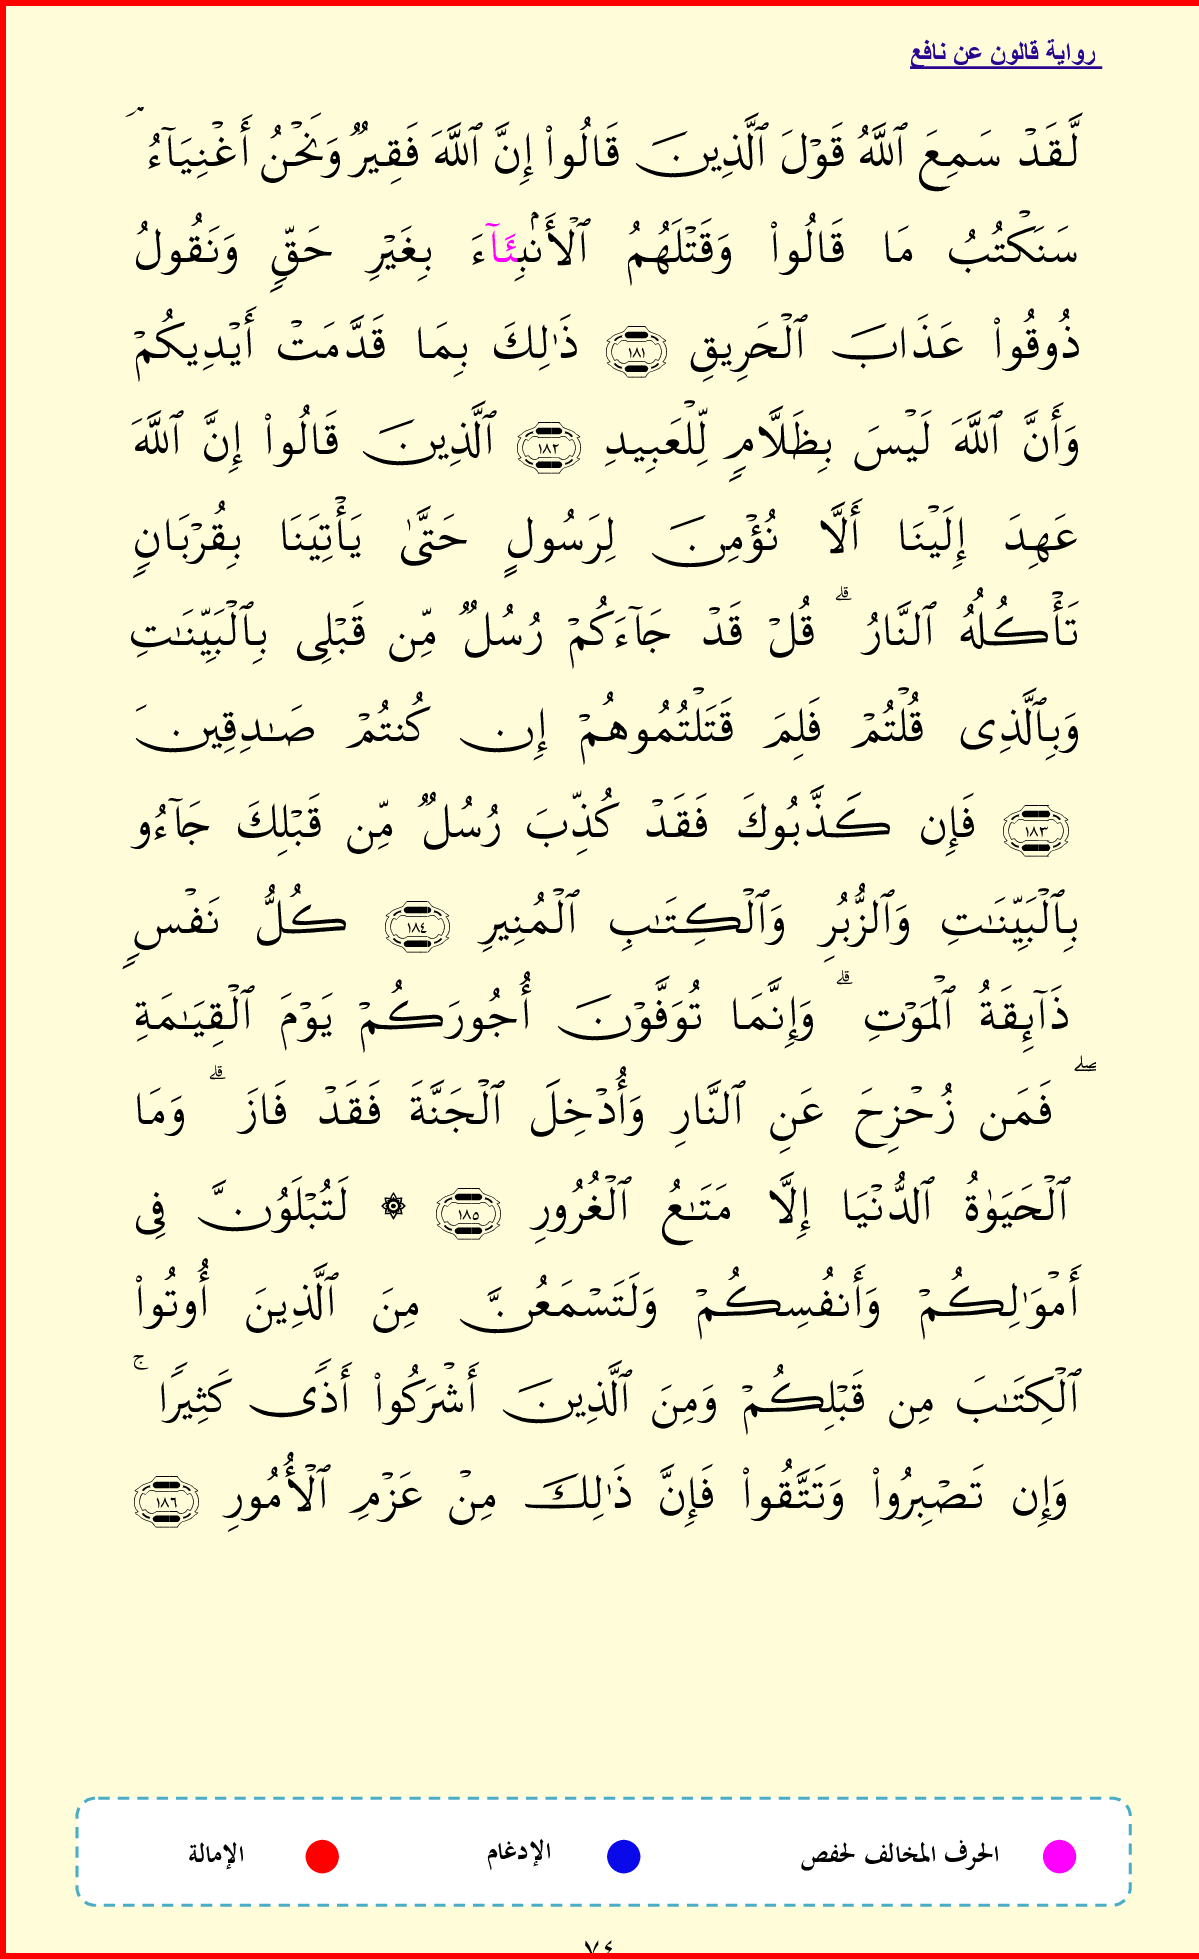 رواية قالون عن نافع
لَّقَدْ سَمِعَ ٱللَّهُ قَوْلَ ٱلَّذِينَ قَالُوا۟ إِنَّ ٱللَّهَ فَقِيرٌ وَنَحْنُ أَغْنِيَآءُ ۘ
سَنَكْتُبُ مَا قَالُوا۟ وَقَتْلَهُمُ ٱلْأَنۢبِـَٔآءَ بِغَيْرِ حَقٍّ وَنَقُولُ
ذُوقُوا۟ عَذَابَ ٱلْحَرِيقِ ١٨١ ذَٰلِكَ بِمَا قَدَّمَتْ أَيْدِيكُمْ
وَأَنَّ ٱللَّهَ لَيْسَ بِظَلَّامٍ لِّلْعَبِيدِ ١٨٢ ٱلَّذِينَ قَالُوا۟ إِنَّ ٱللَّهَ
عَهِدَ إِلَيْنَا أَلَّا نُؤْمِنَ لِرَسُولٍ حَتَّىٰ يَأْتِيَنَا بِقُرْبَانٍ
تَأْكُلُهُ ٱلنَّارُ ۗ قُلْ قَدْ جَآءَكُمْ رُسُلٌ مِّن قَبْلِى بِٱلْبَيِّنَـٰتِ
وَبِٱلَّذِى قُلْتُمْ فَلِمَ قَتَلْتُمُوهُمْ إِن كُنتُمْ صَـٰدِقِينَ
١٨٣ فَإِن كَذَّبُوكَ فَقَدْ كُذِّبَ رُسُلٌ مِّن قَبْلِكَ جَآءُو
بِٱلْبَيِّنَـٰتِ وَٱلزُّبُرِ وَٱلْكِتَـٰبِ ٱلْمُنِيرِ ١٨٤ كُلُّ نَفْسٍ
ذَآئِقَةُ ٱلْمَوْتِ ۗ وَإِنَّمَا تُوَفَّوْنَ أُجُورَكُمْ يَوْمَ ٱلْقِيَـٰمَةِ
ۖ فَمَن زُحْزِحَ عَنِ ٱلنَّارِ وَأُدْخِلَ ٱلْجَنَّةَ فَقَدْ فَازَ ۗ وَمَا
ٱلْحَيَوٰةُ ٱلدُّنْيَا إِلَّا مَتَـٰعُ ٱلْغُرُورِ ١٨٥ ۞ لَتُبْلَوُنَّ فِى
أَمْوَٰلِكُمْ وَأَنفُسِكُمْ وَلَتَسْمَعُنَّ مِنَ ٱلَّذِينَ أُوتُوا۟
ٱلْكِتَـٰبَ مِن قَبْلِكُمْ وَمِنَ ٱلَّذِينَ أَشْرَكُوا۟ أَذًى كَثِيرًا ۚ
وَإِن تَصْبِرُوا۟ وَتَتَّقُوا۟ فَإِنَّ ذَٰلِكَ مِنْ عَزْمِ ٱلْأُمُورِ ١٨٦
الحرف المخالف لحفص الإدغام الإمالة
٧٤